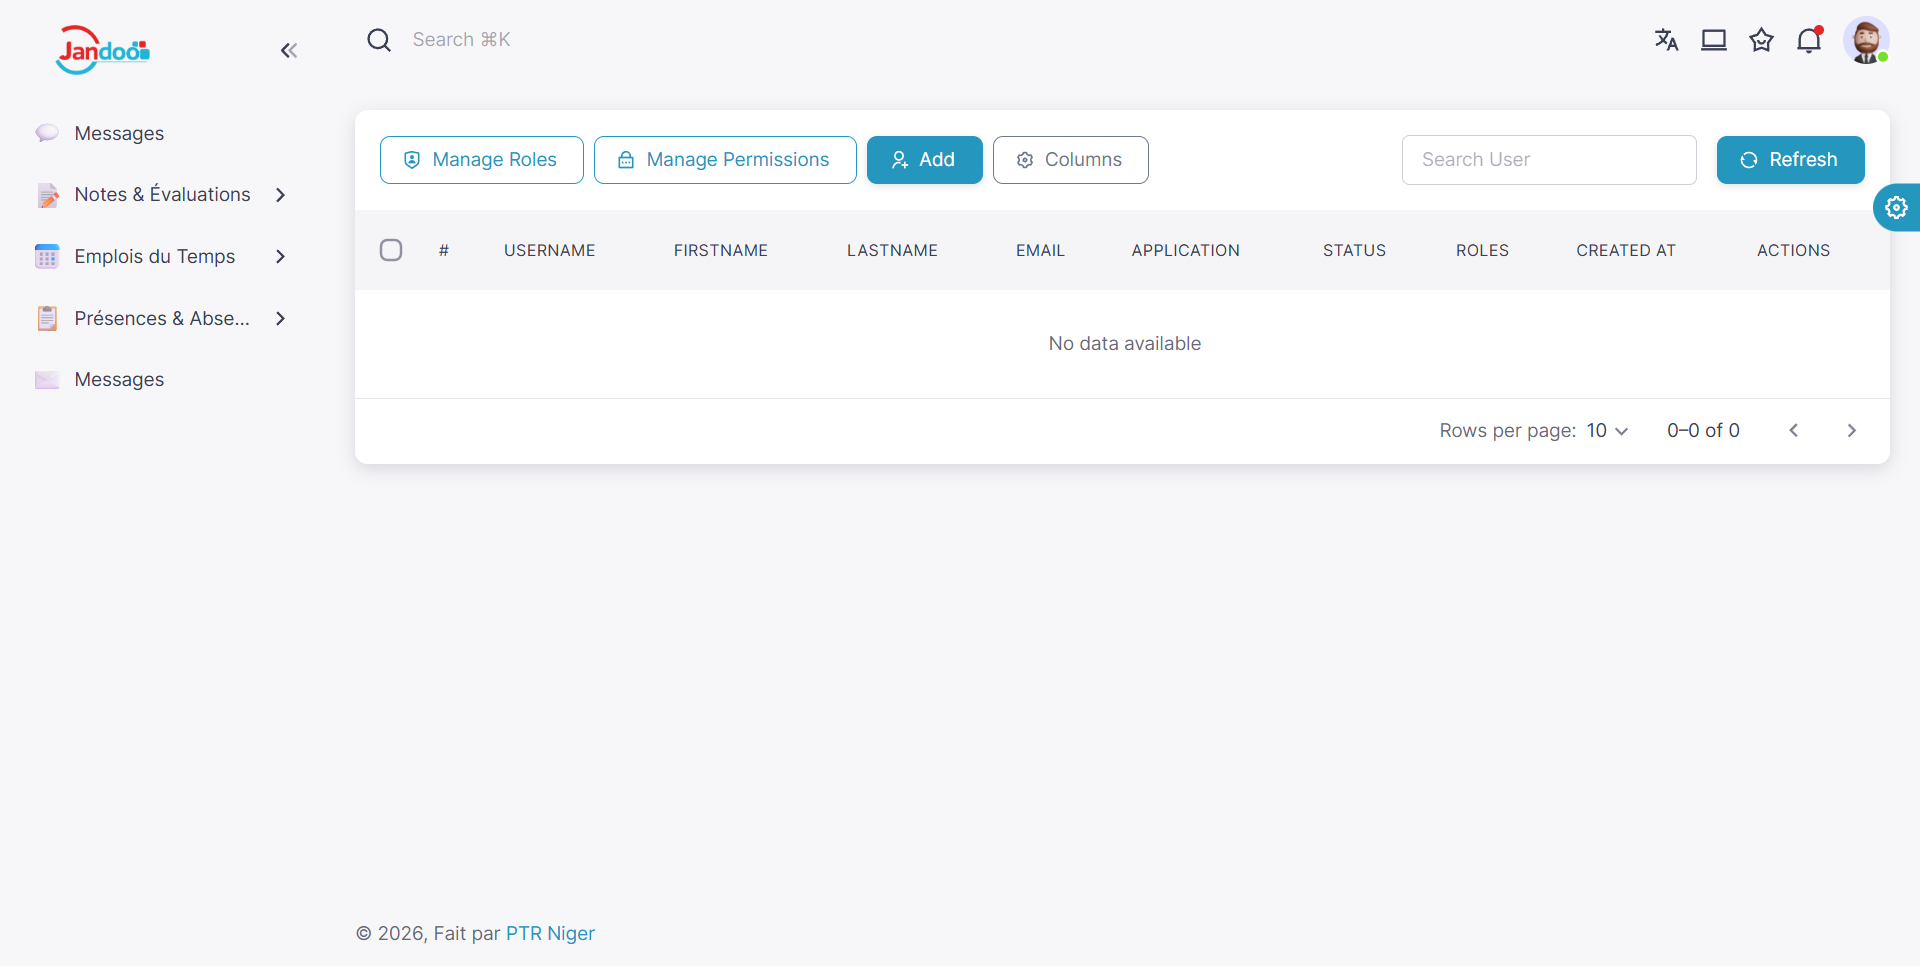 Jandoo
Search ⌘K
Messages
Notes & Évaluations
Emplois du Temps
Présences & Abse...
Messages
Manage Roles
Manage Permissions
Add
Columns
Search User
Refresh
# USERNAME FIRSTNAME LASTNAME EMAIL APPLICATION STATUS ROLES CREATED AT ACTIONS
No data available
Rows per page: 10 0–0 of 0
© 2026, Fait par PTR Niger